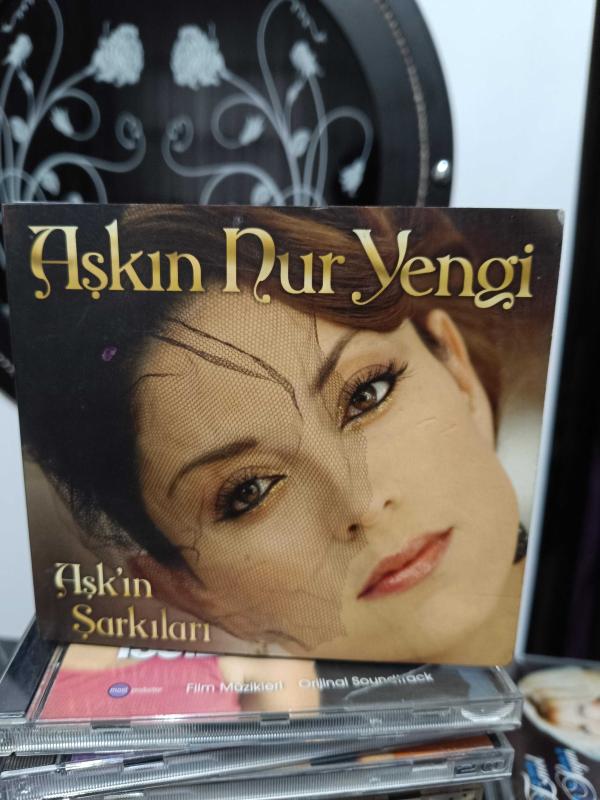 Aşkın Nur Yengi
Aşk'ın
Şarkıları
Film Müzikleri Orijinal Soundtrack